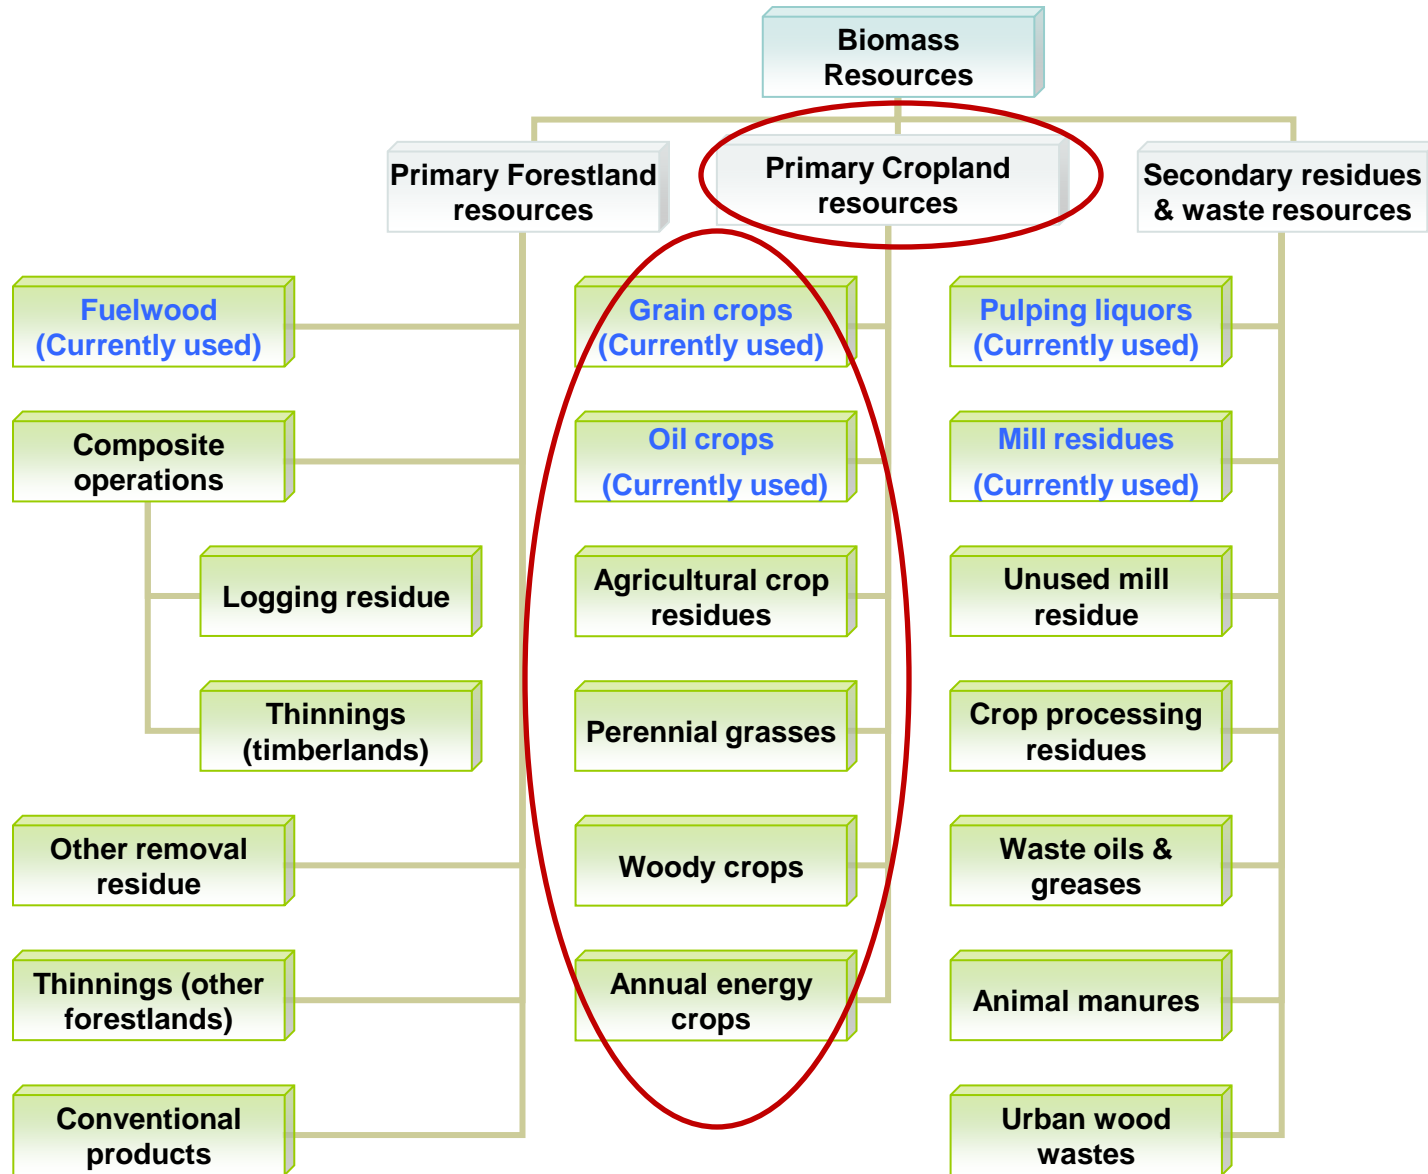 Biomass
Resources
Primary Forestland
resources
Primary Cropland
resources
Secondary residues
& waste resources
Fuelwood
(Currently used)
Composite
operations
Logging residue
Thinnings
(timberlands)
Other removal
residue
Thinnings (other
forestlands)
Conventional
products
Grain crops
(Currently used)
Oil crops
(Currently used)
Agricultural crop
residues
Perennial grasses
Woody crops
Annual energy
crops
Pulping liquors
(Currently used)
Mill residues
(Currently used)
Unused mill
residue
Crop processing
residues
Waste oils &
greases
Animal manures
Urban wood
wastes